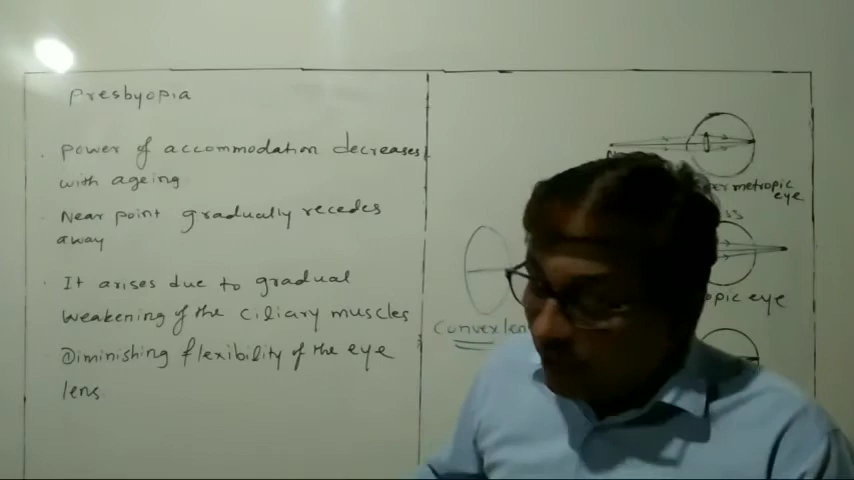 Presbyopia
. Power of accommodation decreases
with ageing
. Near point gradually recedes
away
. It arises due to gradual
weakening of the ciliary muscles
Diminishing flexibility of the eye
lens
metropic
eye
opic eye
Convex len